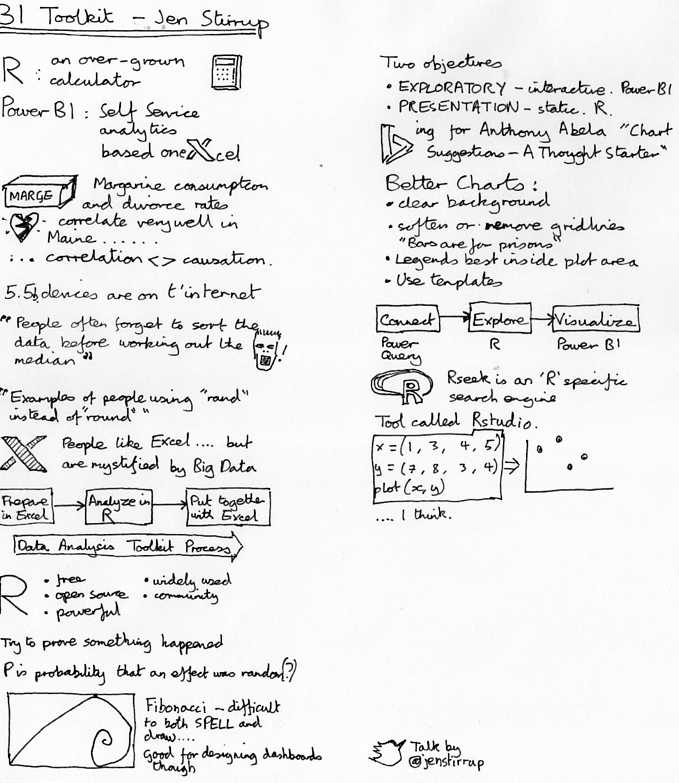 BI Toolkit - Jen Stirrup
R : an over-grown
calculator
Power BI : Self Service
analytics
based one Xcel
MARGE
Margarine consumption
and divorce rates
correlate very well in
Maine ......
∴ correlation <> causation.
5.5b devices are on t'internet
"People often forget to sort the
data, before working out the
median"
!
"Examples of people using "rand"
instead of "round" "
X People like Excel .... but
are mystified by Big Data
Prepare
in Excel
Analyze in
R
Put together
with Excel
Data Analysis Toolkit Process
R
• free
• open source
• powerful
• widely used
• community
Try to prove something happened
P is probability that an effect was random(?)
Fibonacci - difficult
to both SPELL and
draw....
Good for designing dashboards
though
Two objectives
• EXPLORATORY - interactive. Power BI
• PRESENTATION - static. R.
b ing for Anthony Abela "Chart
Suggestions - A Thought Starter"
Better Charts :
• clear background
• soften or remove gridlines
"Bars are for prisons"
• Legends best inside plot area
• Use templates
Connect
Explore
Visualize
Power
Query
R
Power BI
R Rseek is an 'R' specific
search engine
Tool called Rstudio.
x = (1, 3, 4, 5)
y = (7, 8, 3, 4)
plot (x, y)
.... I think.
Talk by
@jenstirrup